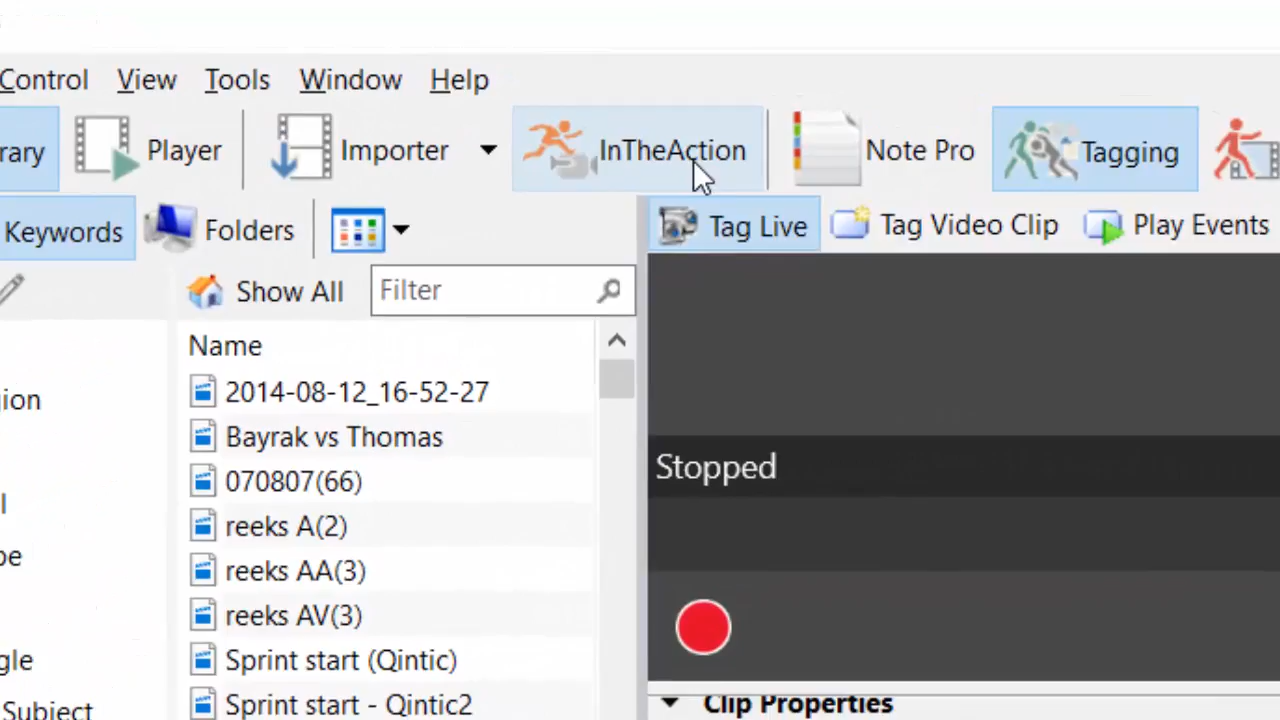 Control View Tools Window Help
rary Player Importer InTheAction Note Pro Tagging
Keywords Folders Tag Live Tag Video Clip Play Events
Show All Filter
Name
2014-08-12_16-52-27
gion
Bayrak vs Thomas
070807(66)
l
reeks A(2)
pe
reeks AA(3)
reeks AV(3)
gle
Sprint start (Qintic)
Subject
Sprint start - Qintic2
Stopped
Clip Properties